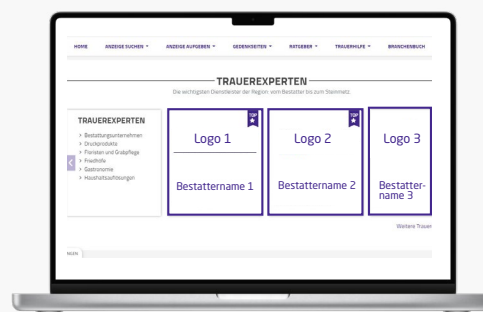 HOME ANZEIGE SUCHEN ANZEIGE AUFGEBEN GEDENKSEITEN RATGEBER TRAUERHILFE BRANCHENBUCH
TRAUEREXPERTEN
Die wichtigsten Dienstleister der Region: vom Bestatter bis zum Steinmetz
TRAUEREXPERTEN
> Bestattungsunternehmen
> Druckprodukte
> Floristen und Grabpflege
> Friedhöfe
> Gastronomie
> Haushaltsauflösungen
TOP
Logo 1
Bestattername 1
TOP
Logo 2
Bestattername 2
Logo 3
Bestatter-
name 3
Weitere Trauer